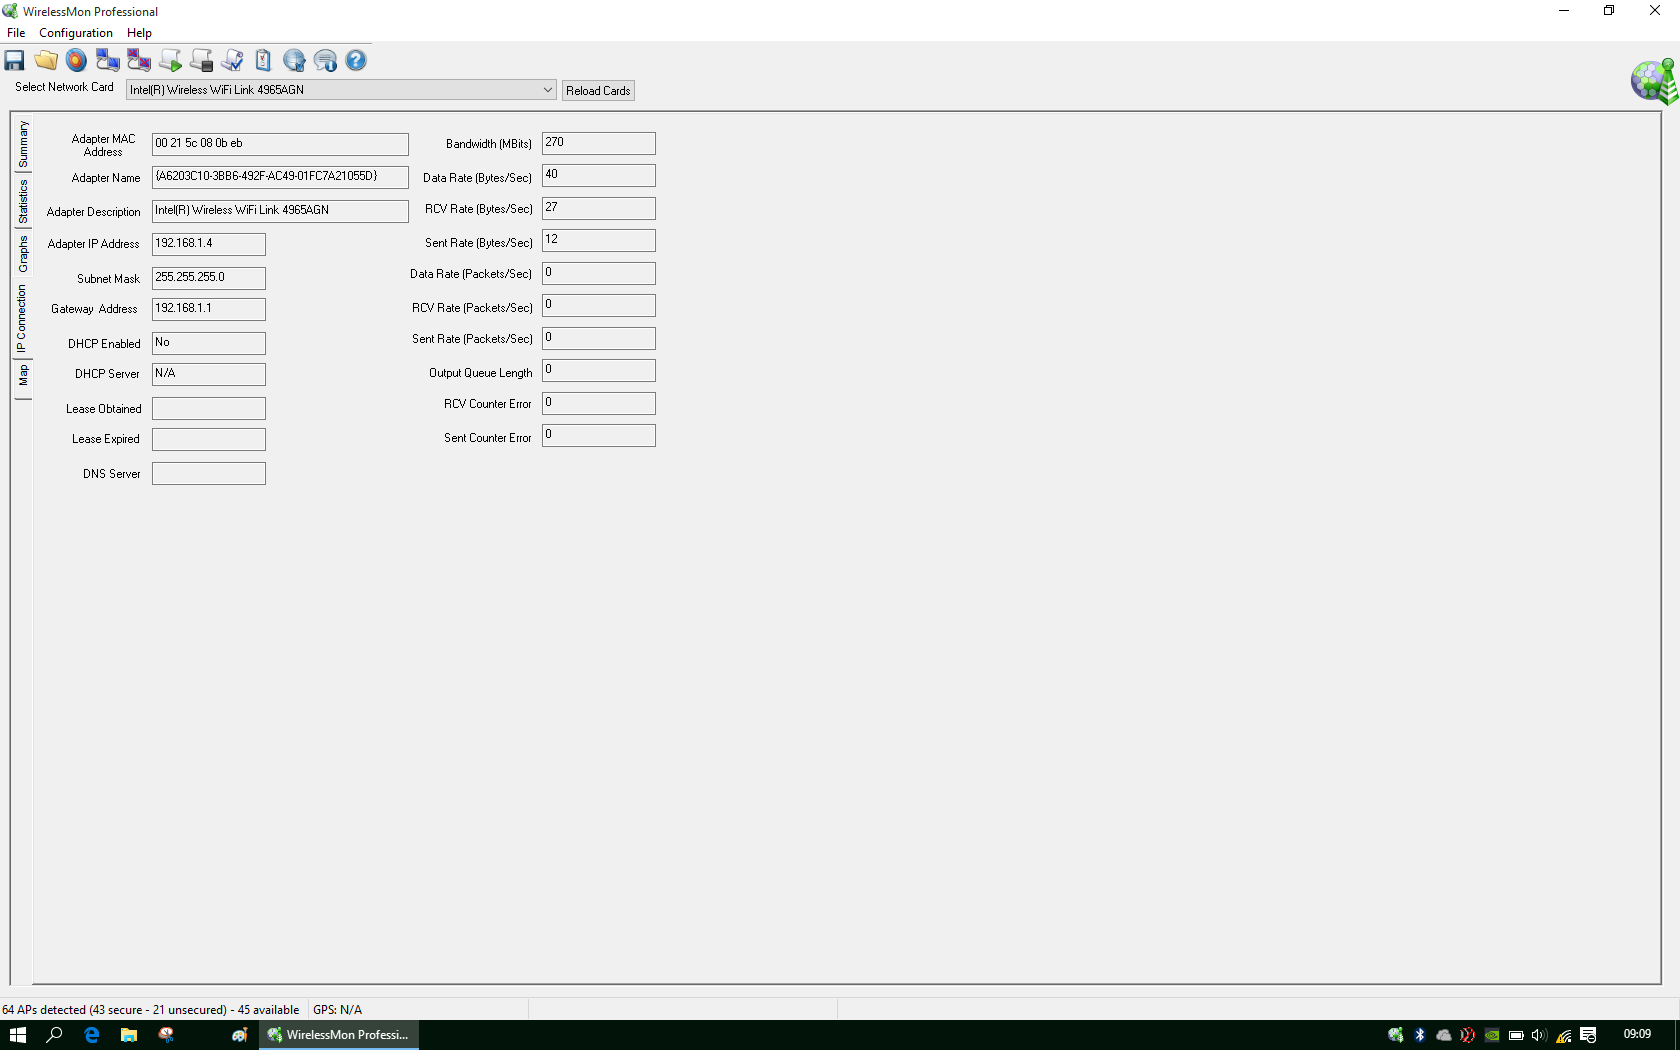 WirelessMon Professional
File Configuration Help
Select Network Card Intel(R) Wireless WiFi Link 4965AGN Reload Cards
Summary
Statistics
Graphs
IP Connection
Map
Adapter MAC Address 00 21 5c 08 0b eb
Adapter Name {A6203C10-3BB6-492F-AC49-01FC7A21055D}
Adapter Description Intel(R) Wireless WiFi Link 4965AGN
Adapter IP Address 192.168.1.4
Subnet Mask 255.255.255.0
Gateway Address 192.168.1.1
DHCP Enabled No
DHCP Server N/A
Lease Obtained
Lease Expired
DNS Server
Bandwidth (MBits) 270
Data Rate (Bytes/Sec) 40
RCV Rate (Bytes/Sec) 27
Sent Rate (Bytes/Sec) 12
Data Rate (Packets/Sec) 0
RCV Rate (Packets/Sec) 0
Sent Rate (Packets/Sec) 0
Output Queue Length 0
RCV Counter Error 0
Sent Counter Error 0
64 APs detected (43 secure - 21 unsecured) - 45 available GPS: N/A
WirelessMon Professi... 09:09